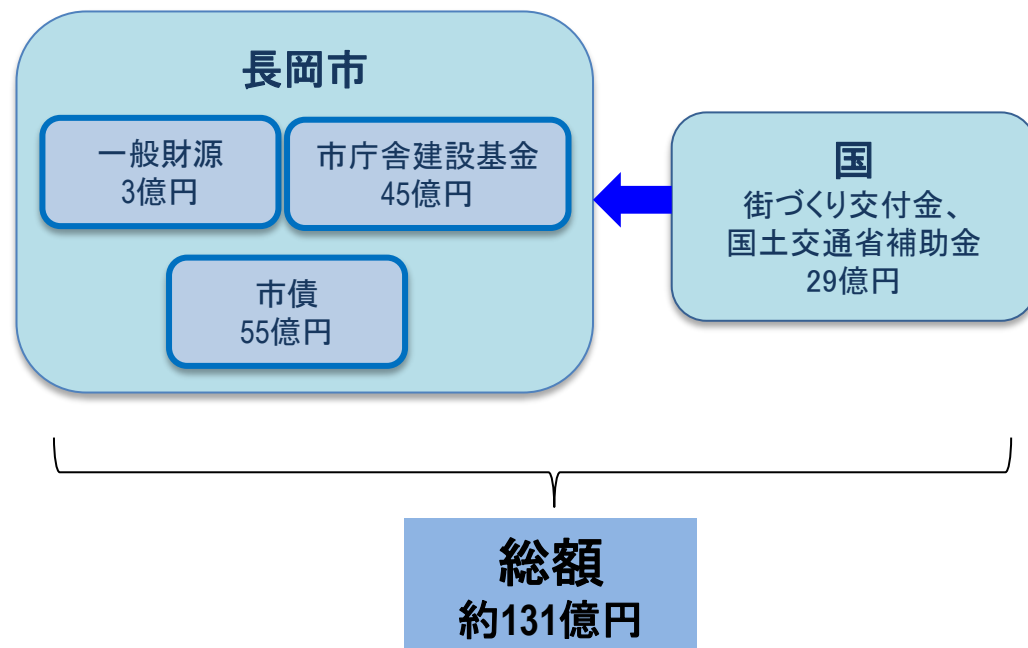 長岡市
一般財源
3億円
市庁舎建設基金
45億円
市債
55億円
国
街づくり交付金、
国土交通省補助金
29億円
総額
約131億円